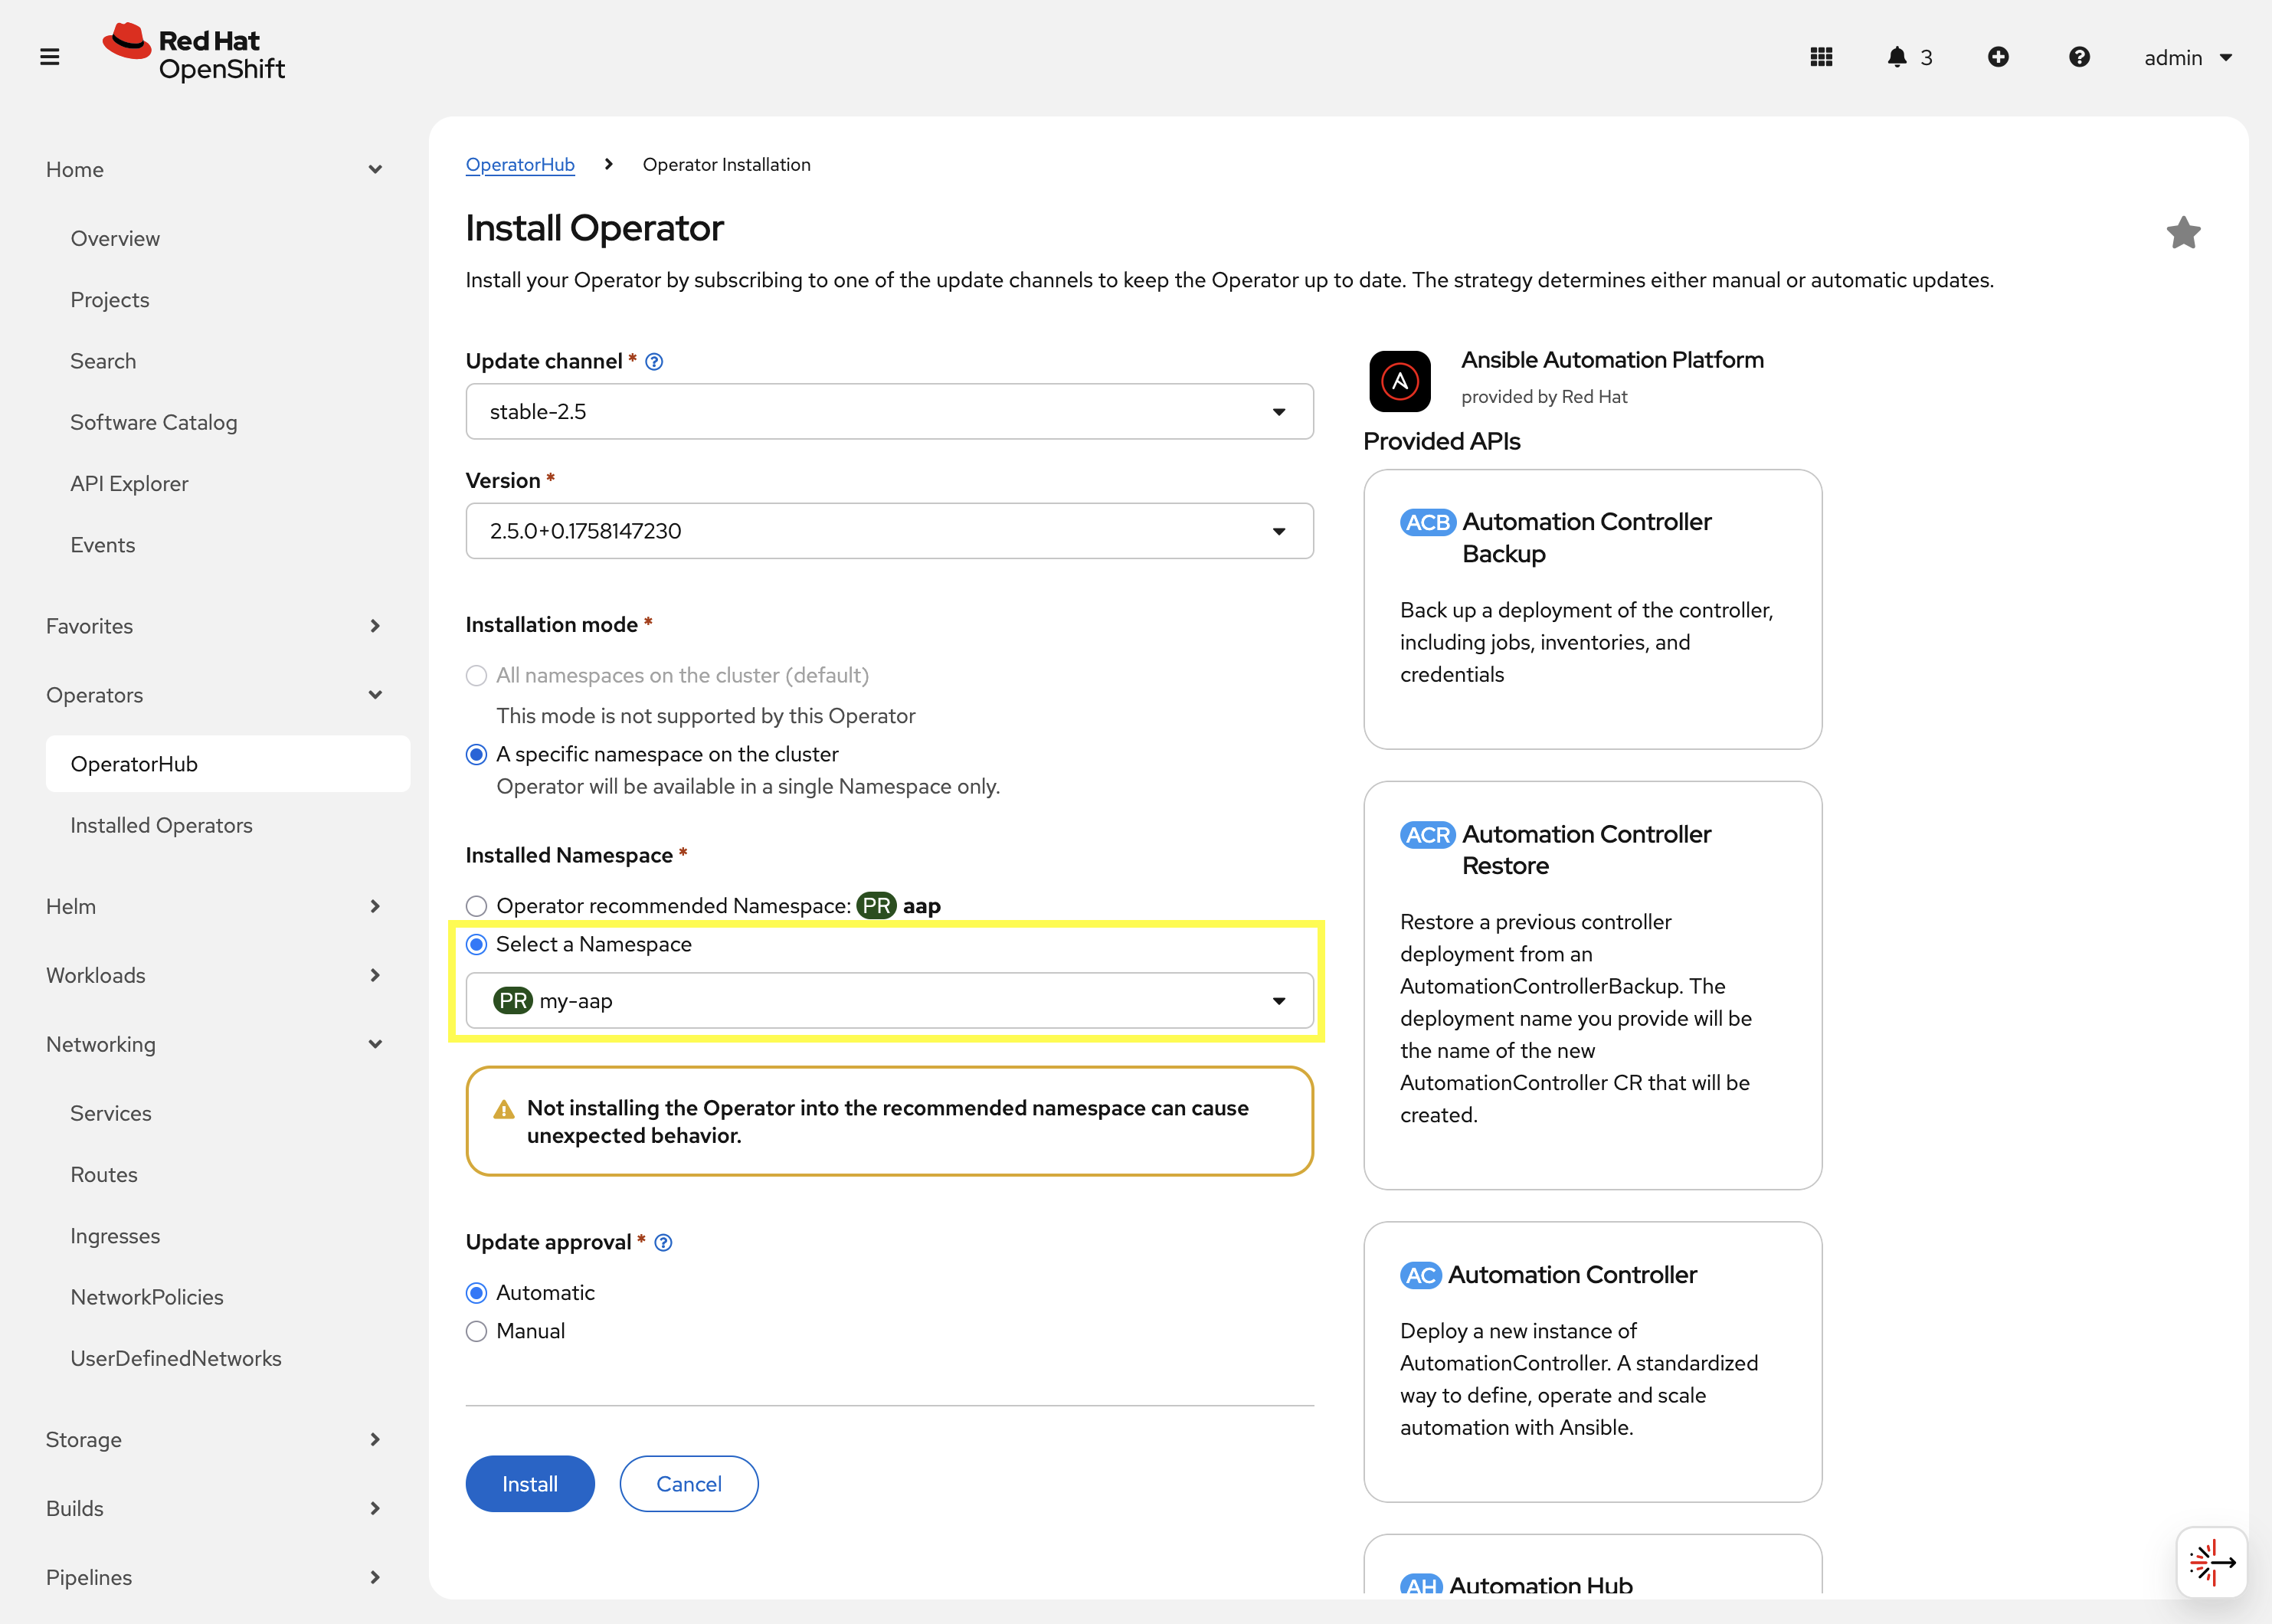 Red Hat
OpenShift
3
admin
Home
Overview
Projects
Search
Software Catalog
API Explorer
Events
Favorites
Operators
OperatorHub
Installed Operators
Helm
Workloads
Networking
Services
Routes
Ingresses
NetworkPolicies
UserDefinedNetworks
Storage
Builds
Pipelines
OperatorHub
Operator Installation
Install Operator
Install your Operator by subscribing to one of the update channels to keep the Operator up to date. The strategy determines either manual or automatic updates.
Update channel *
stable-2.5
Version *
2.5.0+0.1758147230
Installation mode *
All namespaces on the cluster (default)
This mode is not supported by this Operator
A specific namespace on the cluster
Operator will be available in a single Namespace only.
Installed Namespace *
Operator recommended Namespace: PR aap
Select a Namespace
PR my-aap
Not installing the Operator into the recommended namespace can cause
unexpected behavior.
Update approval *
Automatic
Manual
Install
Cancel
Ansible Automation Platform
provided by Red Hat
Provided APIs
ACB Automation Controller
Backup
Back up a deployment of the controller,
including jobs, inventories, and
credentials
ACR Automation Controller
Restore
Restore a previous controller
deployment from an
AutomationControllerBackup. The
deployment name you provide will be
the name of the new
AutomationController CR that will be
created.
AC Automation Controller
Deploy a new instance of
AutomationController. A standardized
way to define, operate and scale
automation with Ansible.
AH Automation Hub